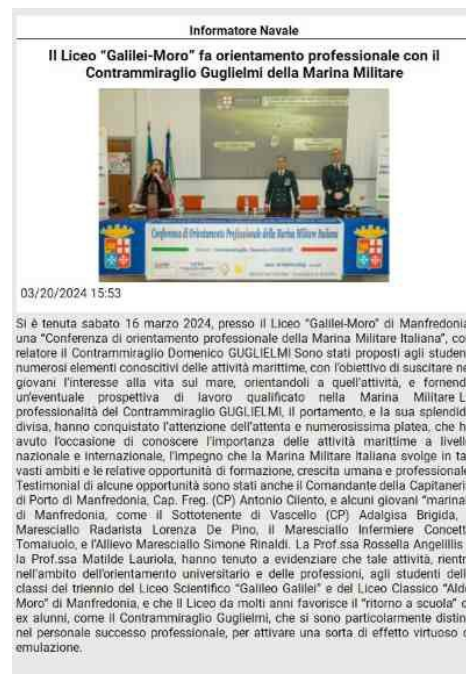 Informatore Navale
Il Liceo “Galilei-Moro” fa orientamento professionale con il
Contrammiraglio Guglielmi della Marina Militare
Conferenza di Orientamento Professionale della Marina Militare Italiana
03/20/2024 15:53
Si è tenuta sabato 16 marzo 2024, presso il Liceo “Galilei-Moro” di Manfredonia
una “Conferenza di orientamento professionale della Marina Militare Italiana”, co
relatore il Contrammiraglio Domenico GUGLIELMI Sono stati proposti agli studen
numerosi elementi conoscitivi delle attività marittime, con l’obiettivo di suscitare ne
giovani l’interesse alla vita sul mare, orientandoli a quell’attività, e fornend
un’eventuale prospettiva di lavoro qualificato nella Marina Militare L
professionalità del Contrammiraglio GUGLIELMI, il portamento, e la sua splendid
divisa, hanno conquistato l’attenzione dell’attenta e numerosissima platea, che h
avuto l’occasione di conoscere l’importanza delle attività marittime a livell
nazionale e internazionale, l’impegno che la Marina Militare Italiana svolge in ta
vasti ambiti e le relative opportunità di formazione, crescita umana e professionale
Testimonial di alcune opportunità sono stati anche il Comandante della Capitaner
di Porto di Manfredonia, Cap. Freg. (CP) Antonio Cilento, e alcuni giovani “marina
di Manfredonia, come il Sottotenente di Vascello (CP) Adalgisa Brigida,
Maresciallo Radarista Lorenza De Pino, il Maresciallo Infermiere Concett
Tomaiuolo, e l’Allievo Maresciallo Simone Rinaldi. La Prof.ssa Rossella Angelillis
la Prof.ssa Matilde Lauriola, hanno tenuto a evidenziare che tale attività, rientr
nell’ambito dell’orientamento universitario e delle professioni, agli studenti dell
classi del triennio del Liceo Scientifico “Galileo Galilei” e del Liceo Classico “Ald
Moro” di Manfredonia, e che il Liceo da molti anni favorisce il “ritorno a scuola” d
ex alunni, come il Contrammiraglio Guglielmi, che si sono particolarmente distin
nel personale successo professionale, per attivare una sorta di effetto virtuoso d
emulazione.